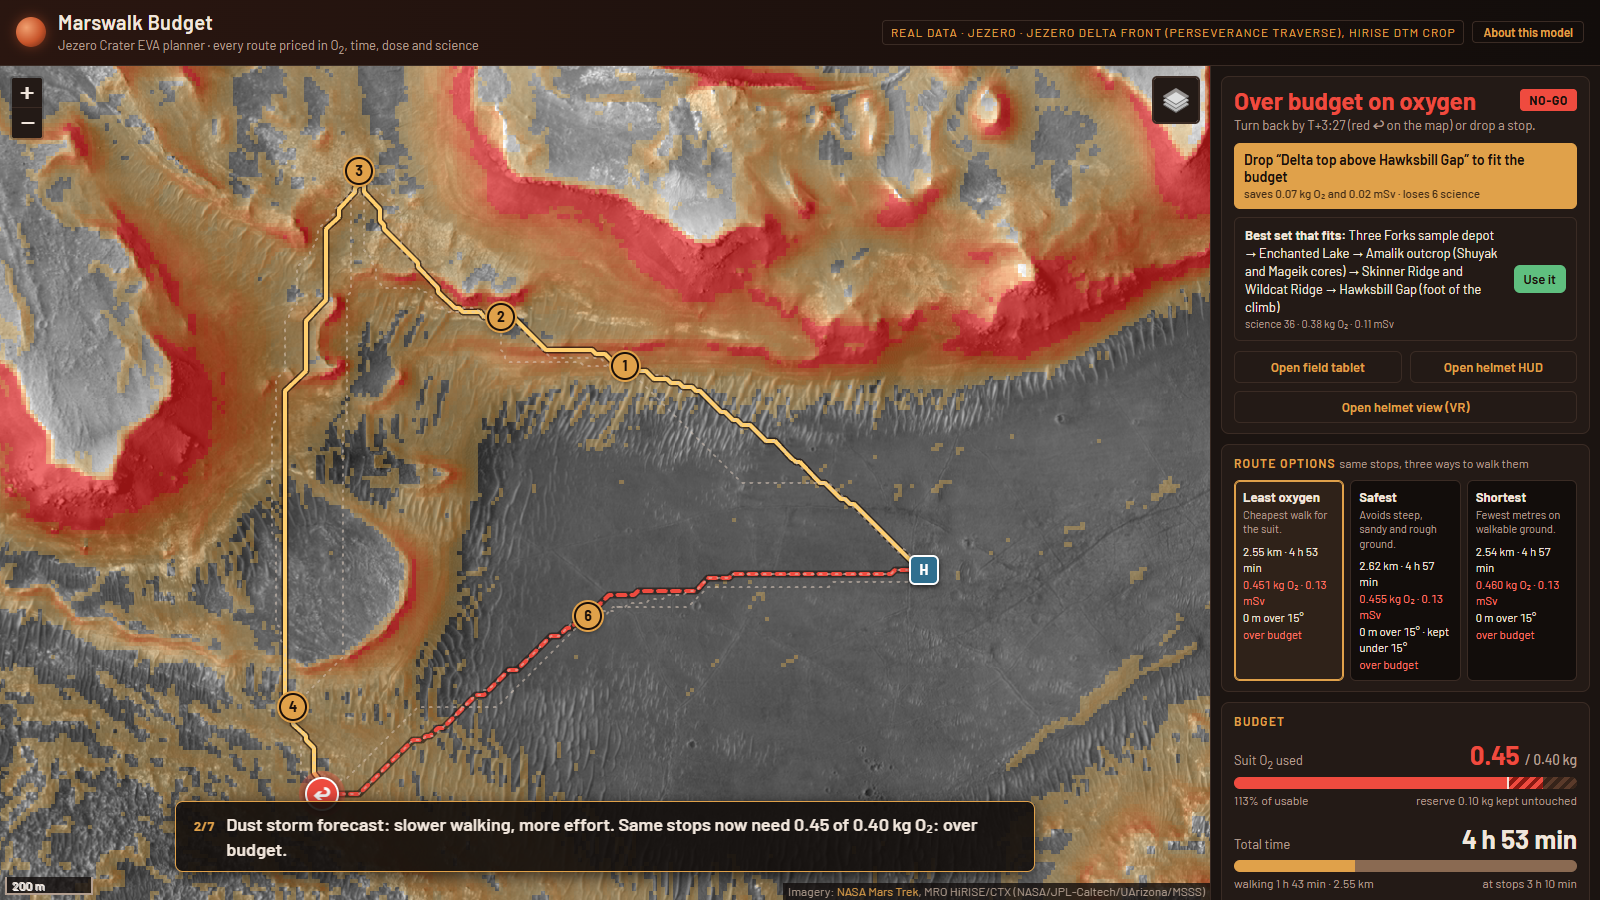 Marswalk Budget
Jezero Crater EVA planner · every route priced in O₂, time, dose and science
REAL DATA · JEZERO · JEZERO DELTA FRONT (PERSEVERANCE TRAVERSE), HIRISE DTM CROP
About this model
+
−
3
2
1
H
6
4
2/7 Dust storm forecast: slower walking, more effort. Same stops now need 0.45 of 0.40 kg O₂: over
budget.
200 m
Imagery: NASA Mars Trek, MRO HiRISE/CTX (NASA/JPL-Caltech/UArizona/MSSS)
Over budget on oxygen
NO-GO
Turn back by T+3:27 (red ↩ on the map) or drop a stop.
Drop “Delta top above Hawksbill Gap” to fit the
budget
saves 0.07 kg O₂ and 0.02 mSv · loses 6 science
Best set that fits: Three Forks sample depot
→ Enchanted Lake → Amalik outcrop (Shuyak
and Mageik cores) → Skinner Ridge and
Wildcat Ridge → Hawksbill Gap (foot of the
climb)
science 36 · 0.38 kg O₂ · 0.11 mSv
Use it
Open field tablet
Open helmet HUD
Open helmet view (VR)
ROUTE OPTIONS same stops, three ways to walk them
Least oxygen
Cheapest walk for
the suit.
2.55 km · 4 h 53
min
0.451 kg O₂ · 0.13
mSv
0 m over 15°
over budget
Safest
Avoids steep,
sandy and rough
ground.
2.62 km · 4 h 57
min
0.455 kg O₂ · 0.13
mSv
0 m over 15° · kept
under 15°
over budget
Shortest
Fewest metres on
walkable ground.
2.54 km · 4 h 57
min
0.460 kg O₂ · 0.13
mSv
0 m over 15°
over budget
BUDGET
Suit O₂ used
0.45 / 0.40 kg
113% of usable
reserve 0.10 kg kept untouched
Total time
4 h 53 min
walking 1 h 43 min · 2.55 km
at stops 3 h 10 min